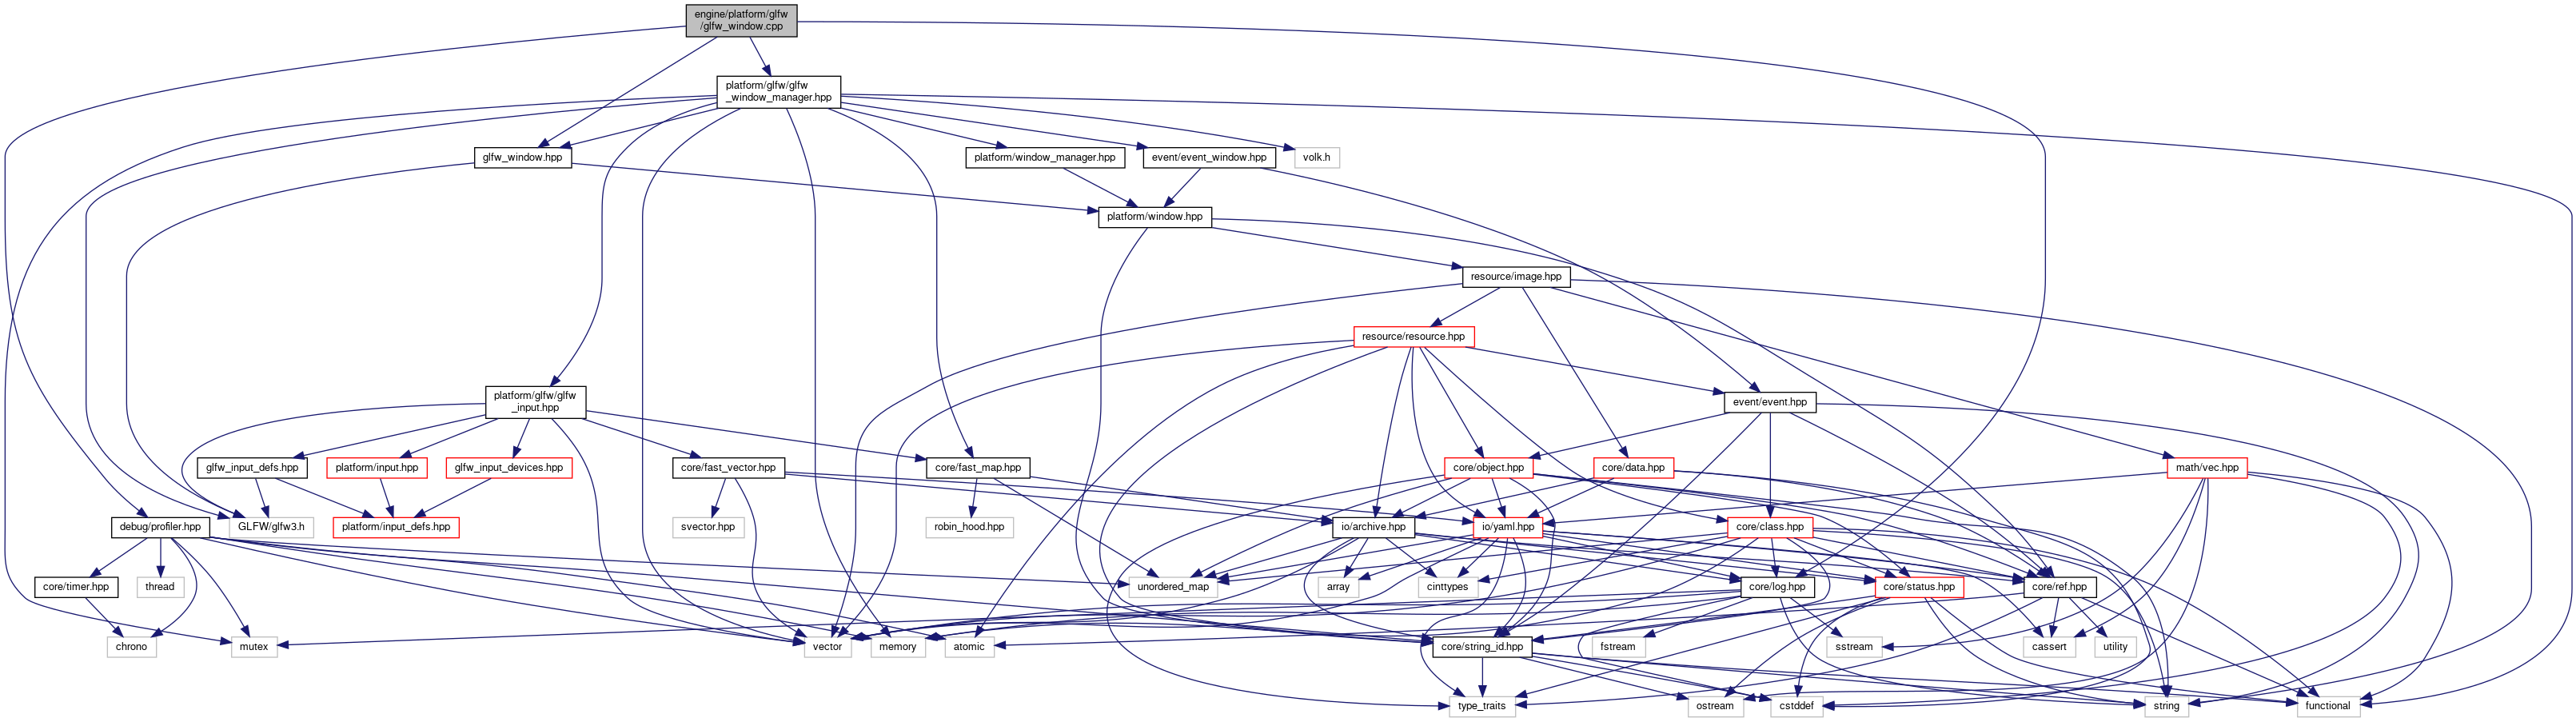 engine/platform/glfw
/glfw_window.cpp
platform/glfw/glfw
_window_manager.hpp
glfw_window.hpp
platform/window_manager.hpp
event/event_window.hpp
volk.h
platform/window.hpp
resource/image.hpp
resource/resource.hpp
platform/glfw/glfw
_input.hpp
event/event.hpp
glfw_input_defs.hpp
platform/input.hpp
glfw_input_devices.hpp
core/fast_vector.hpp
core/fast_map.hpp
core/object.hpp
core/data.hpp
math/vec.hpp
debug/profiler.hpp
GLFW/glfw3.h
platform/input_defs.hpp
svector.hpp
robin_hood.hpp
io/archive.hpp
io/yaml.hpp
core/class.hpp
core/timer.hpp
thread
unordered_map
array
cinttypes
core/log.hpp
core/status.hpp
core/ref.hpp
chrono
mutex
vector
memory
atomic
core/string_id.hpp
fstream
sstream
cassert
utility
type_traits
ostream
cstddef
string
functional